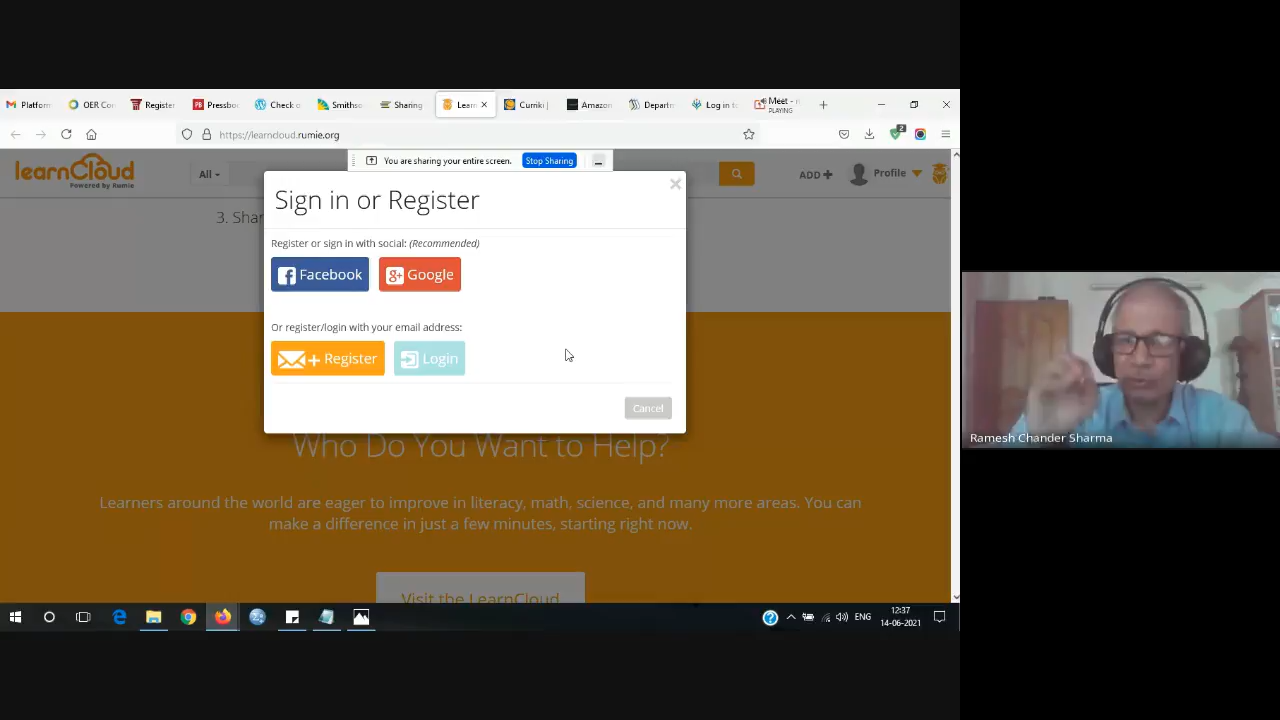 Platform
OER Con
Register
Pressbo
Check o
Smithso
Sharing
Learn
Curriki |
Amazon
Departm
Log in to
Meet - r
PLAYING
2
https://learncloud.rumie.org
You are sharing your entire screen.
Stop Sharing
learnCloud
Powered by Rumie
All
ADD
Profile
Sign in or Register
3. Shar
Register or sign in with social: (Recommended)
Facebook
Google
Or register/login with your email address:
Register
Login
Cancel
Who Do You Want to Help?
Learners around the world are eager to improve in literacy, math, science, and many more areas. You can
make a difference in just a few minutes, starting right now.
Visit the LearnCloud
Ramesh Chander Sharma
ENG
12:37
14-06-2021